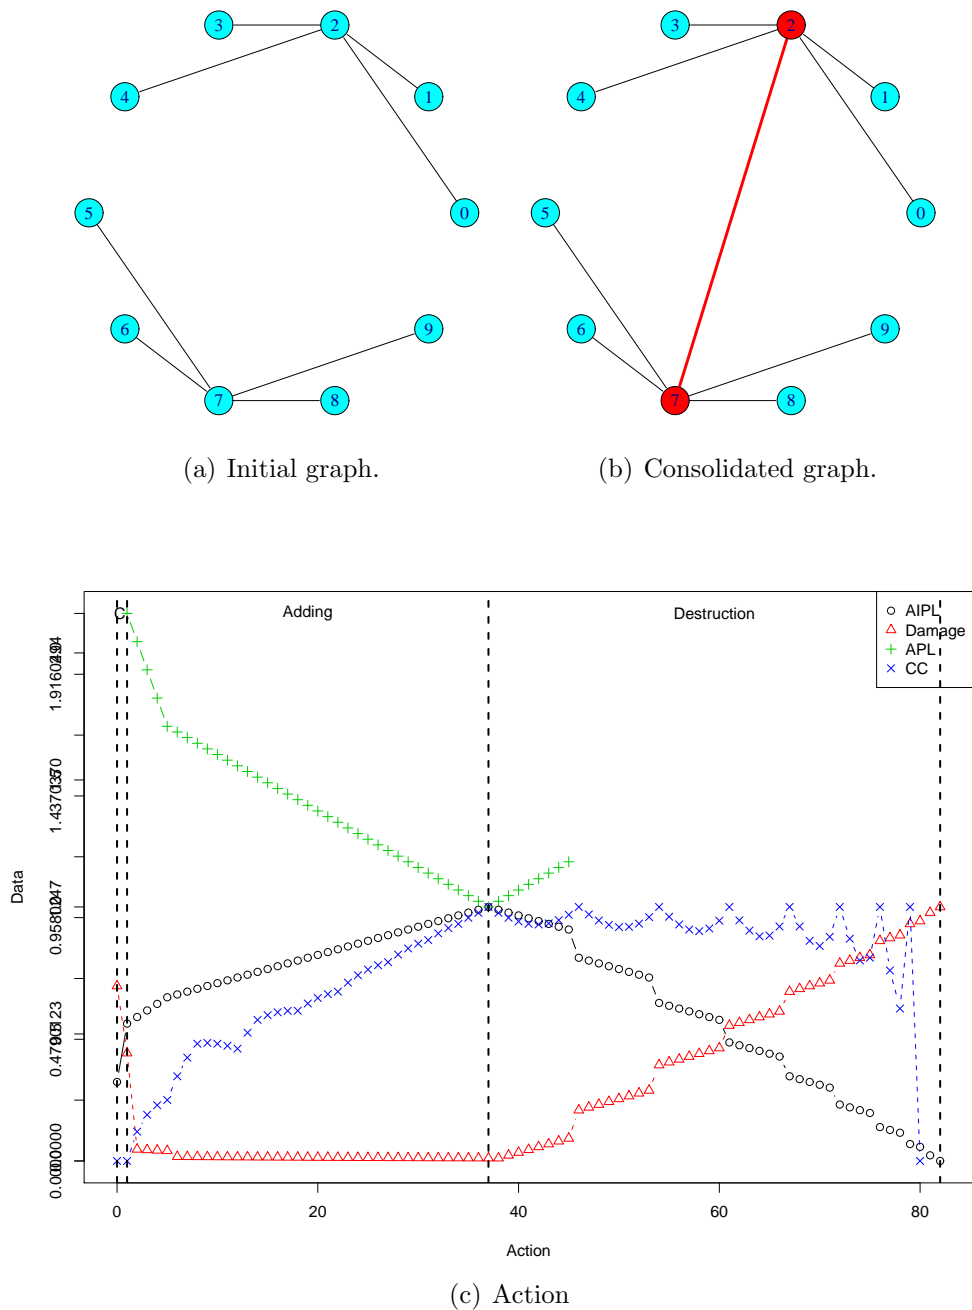 3 2 3 2
4 1 4 1
5 0 5 0
6 9 6 9
7 8 7 8
(a) Initial graph. (b) Consolidated graph.
C Adding Destruction
AIPL
Damage
APL
CC
Data
0 20 40 60 80
Action
(c) Action